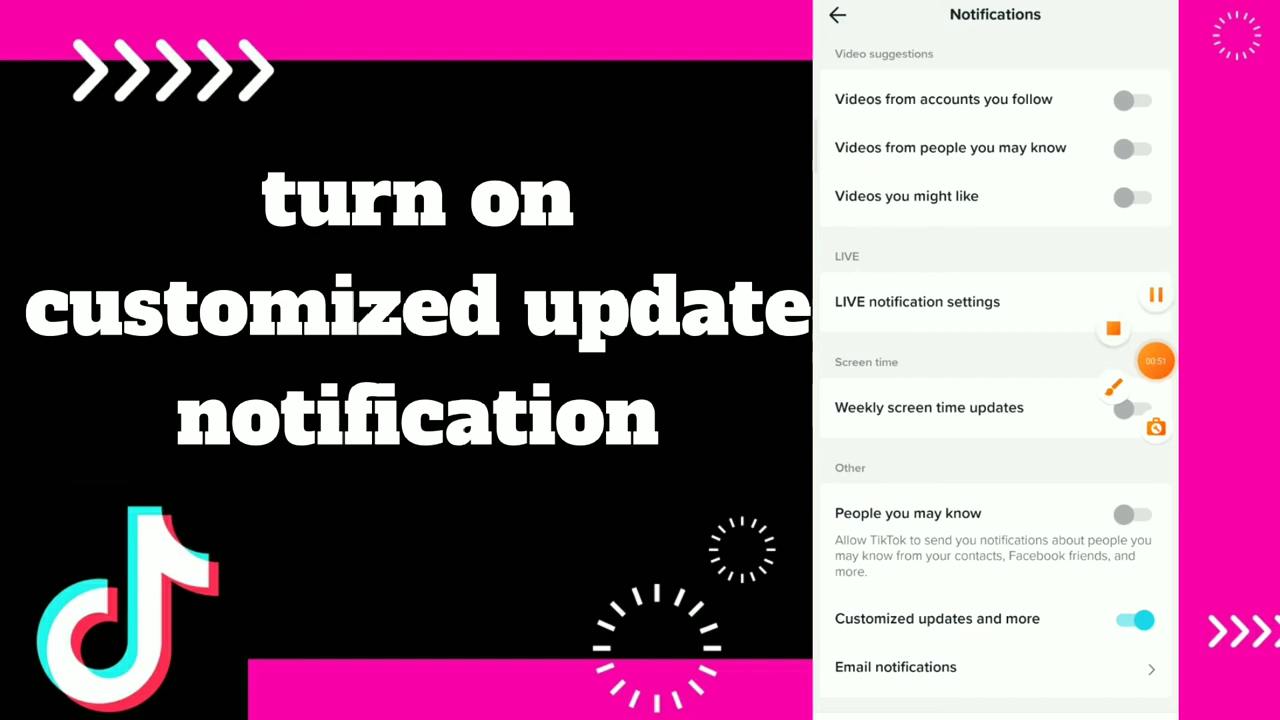 turn on
customized update
notification
Notifications
Video suggestions
Videos from accounts you follow
Videos from people you may know
Videos you might like
LIVE
LIVE notification settings
Screen time
Weekly screen time updates
00:51
Other
People you may know
Allow TikTok to send you notifications about people you
may know from your contacts, Facebook friends, and
more.
Customized updates and more
Email notifications